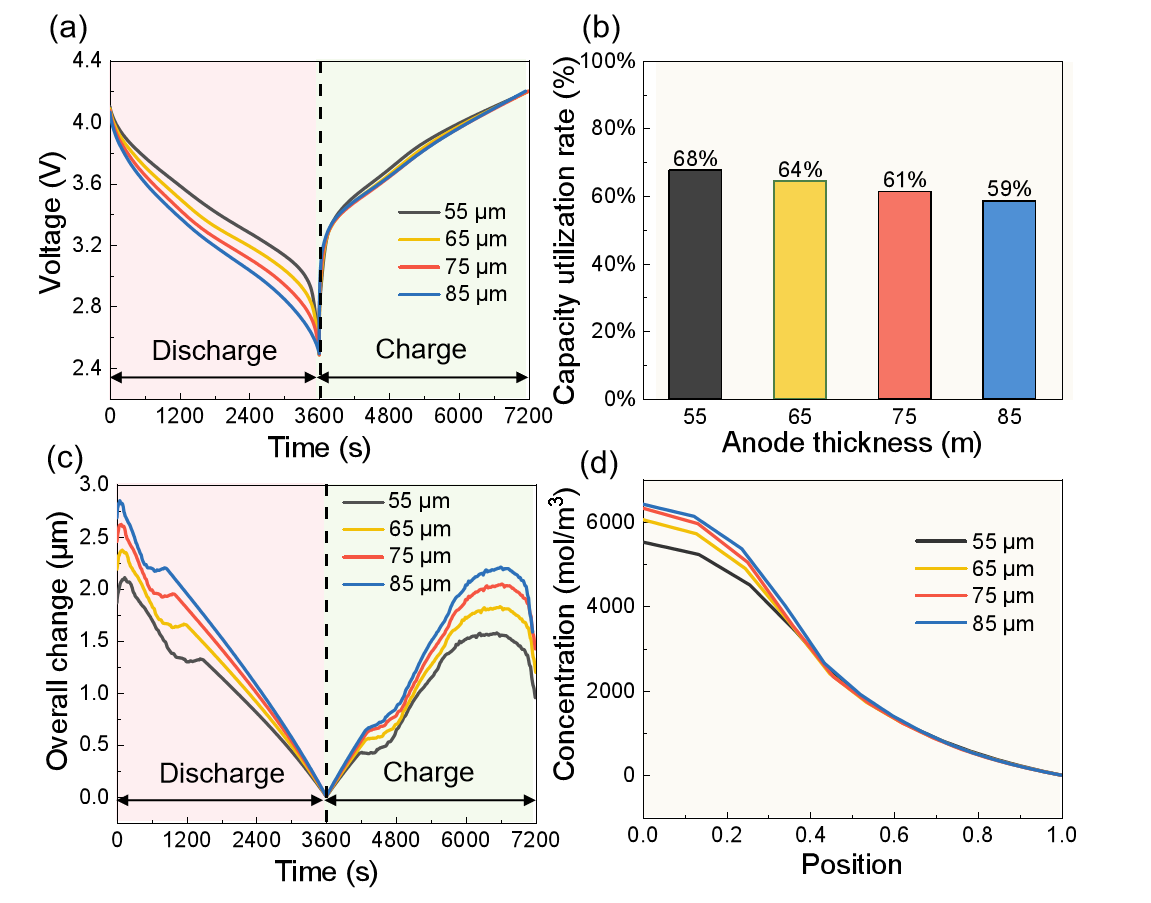 (a)
Voltage (V)
4.4
4.0
3.6
3.2
2.8
2.4
55 µm
65 µm
75 µm
85 µm
Discharge
Charge
0
1200
2400
3600
4800
6000
7200
Time (s)
(b)
Capacity utilization rate (%)
100%
80%
60%
40%
20%
0%
68%
64%
61%
59%
55
65
75
85
Anode thickness (m)
(c)
Overall change (µm)
3.0
2.5
2.0
1.5
1.0
0.5
0.0
55 µm
65 µm
75 µm
85 µm
Discharge
Charge
0
1200
2400
3600
4800
6000
7200
Time (s)
(d)
Concentration (mol/m³)
6000
4000
2000
0
55 µm
65 µm
75 µm
85 µm
0.0
0.2
0.4
0.6
0.8
1.0
Position